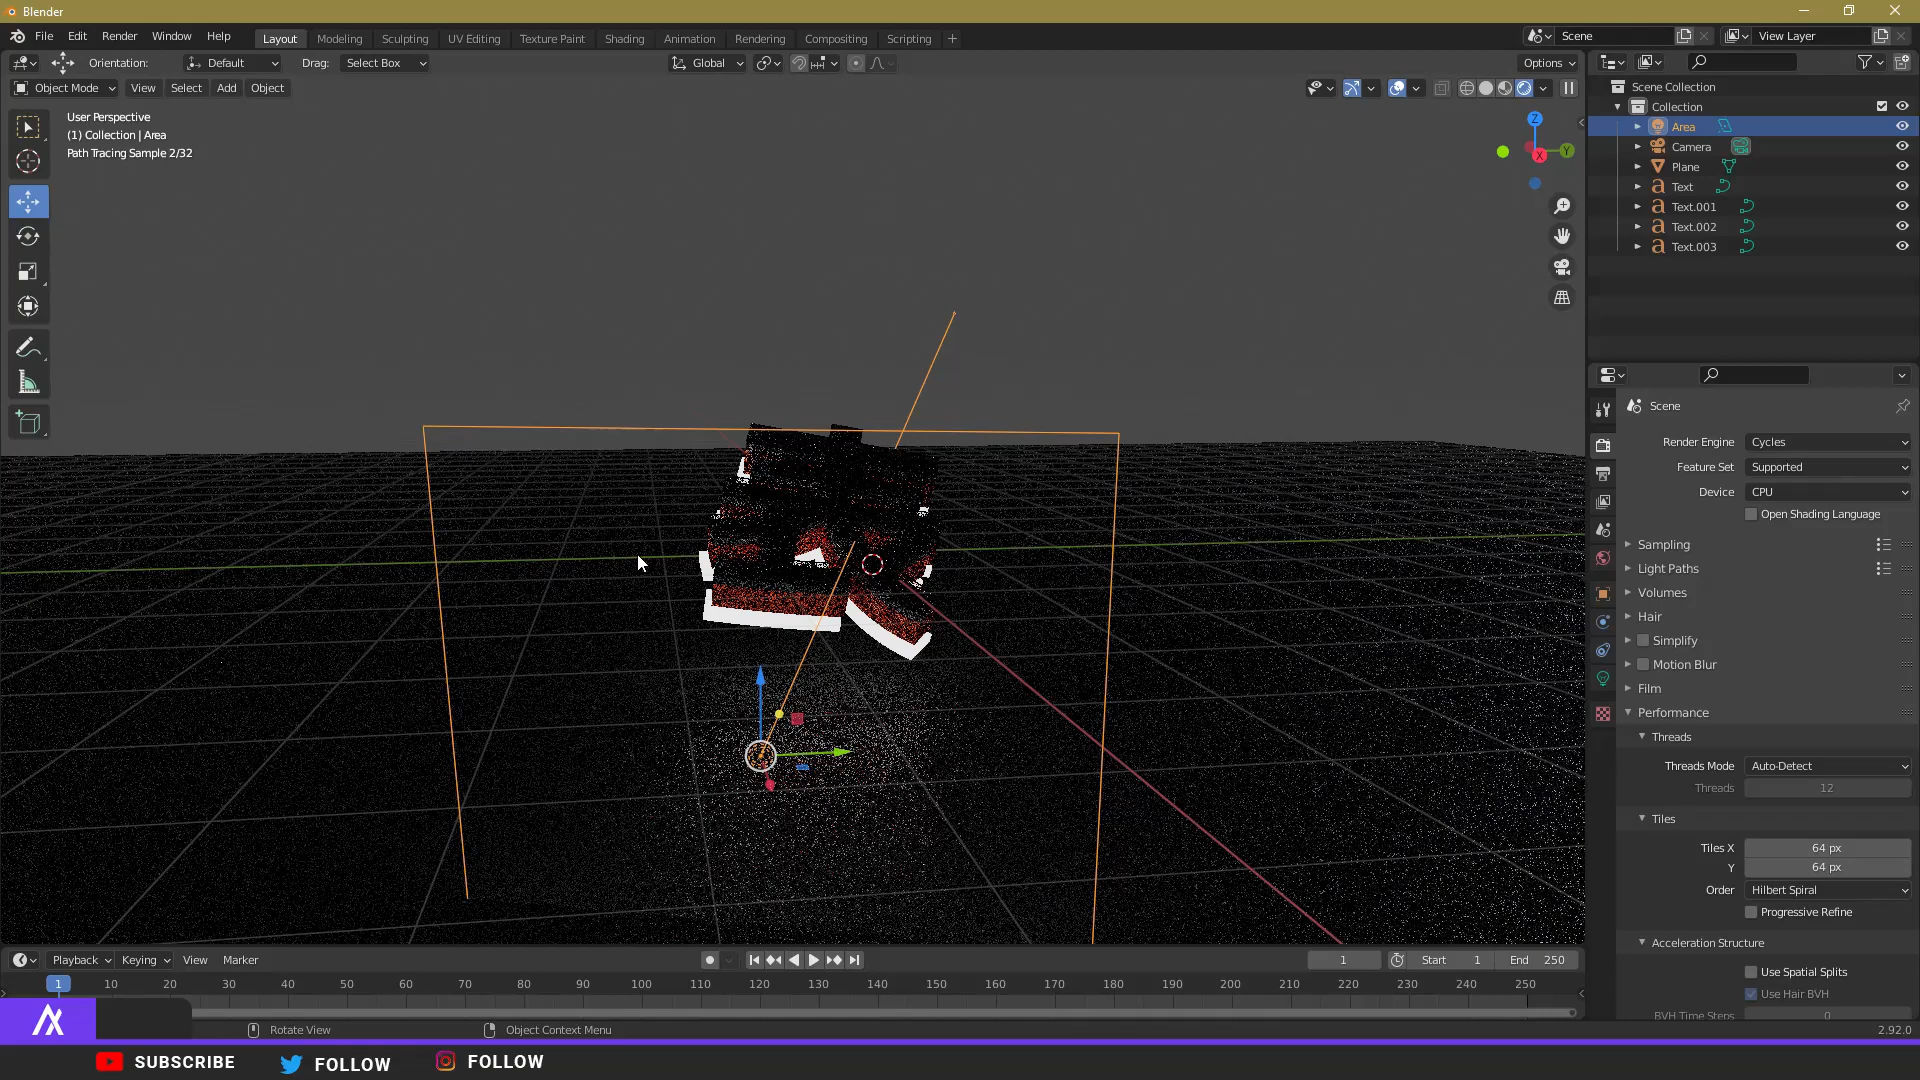 Blender
File Edit Render Window Help Layout Modeling Sculpting UV Editing Texture Paint Shading Animation Rendering Compositing Scripting + Scene View Layer
Orientation: Default Drag: Select Box Global Options
Object Mode View Select Add Object
User Perspective
(1) Collection | Area
Path Tracing Sample 2/32
Z
X
Y
Scene Collection
Collection
Area
Camera
Plane
Text
Text.001
Text.002
Text.003
Scene
Render Engine Cycles
Feature Set Supported
Device CPU
Open Shading Language
Sampling
Light Paths
Volumes
Hair
Simplify
Motion Blur
Film
Performance
Threads
Threads Mode Auto-Detect
Threads 12
Tiles
Tiles X 64 px
Y 64 px
Order Hilbert Spiral
Progressive Refine
Acceleration Structure
Use Spatial Splits
Use Hair BVH
BVH Time Steps 0
Playback Keying View Marker 1 Start 1 End 250
1 10 20 30 40 50 60 70 80 90 100 110 120 130 140 150 160 170 180 190 200 210 220 230 240 250
Rotate View Object Context Menu 2.92.0
SUBSCRIBE FOLLOW FOLLOW